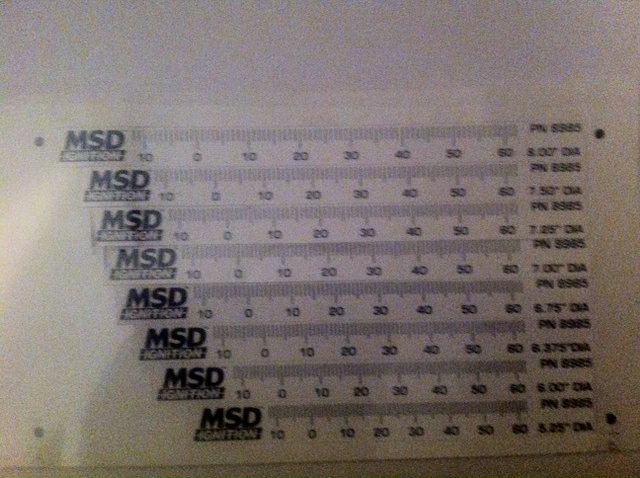 PN 8985
MSD
IGNITION 10 0 10 20 30 40 50 60 8.00" DIA
PN 8985
MSD
IGNITION 10 0 10 20 30 40 50 60 7.50" DIA
PN 8985
MSD
IGNITION 10 0 10 20 30 40 50 60 7.25" DIA
PN 8985
MSD
IGNITION 10 0 10 20 30 40 50 60 7.00" DIA
PN 8985
MSD
IGNITION 10 0 10 20 30 40 50 60 6.75" DIA
PN 8985
MSD
IGNITION 10 0 10 20 30 40 50 60 6.375" DIA
PN 8985
MSD
IGNITION 10 0 10 20 30 40 50 60 6.00" DIA
PN 8985
MSD
IGNITION 10 0 10 20 30 40 50 60 5.25" DIA